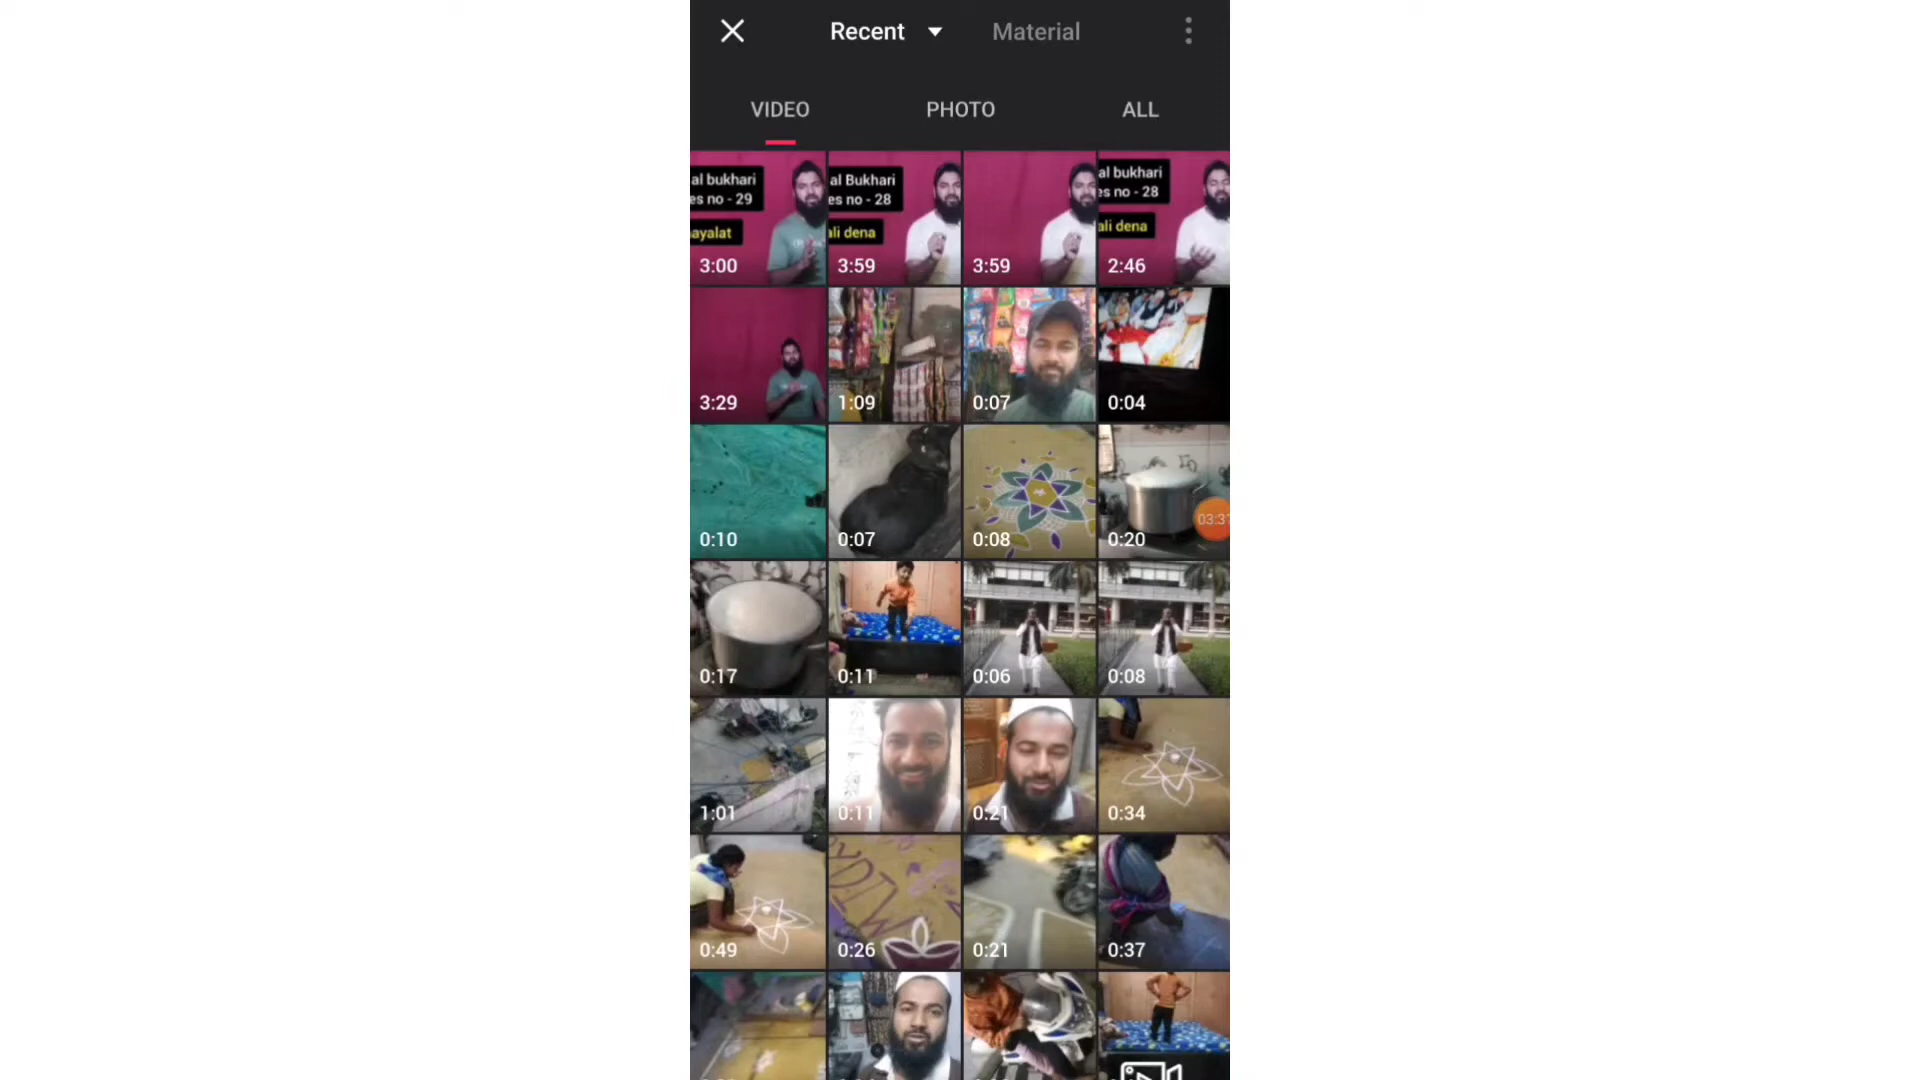 Recent Material
VIDEO PHOTO ALL
al bukhari
es no - 29
ayalat
3:00
al Bukhari
es no - 28
ali dena
3:59
3:59
al bukhari
es no - 28
ali dena
2:46
3:29
1:09
0:07
0:04
0:10
0:07
0:08
0:20
03:37
0:17
0:11
0:06
0:08
1:01
0:11
0:21
0:34
0:49
0:26
0:21
0:37